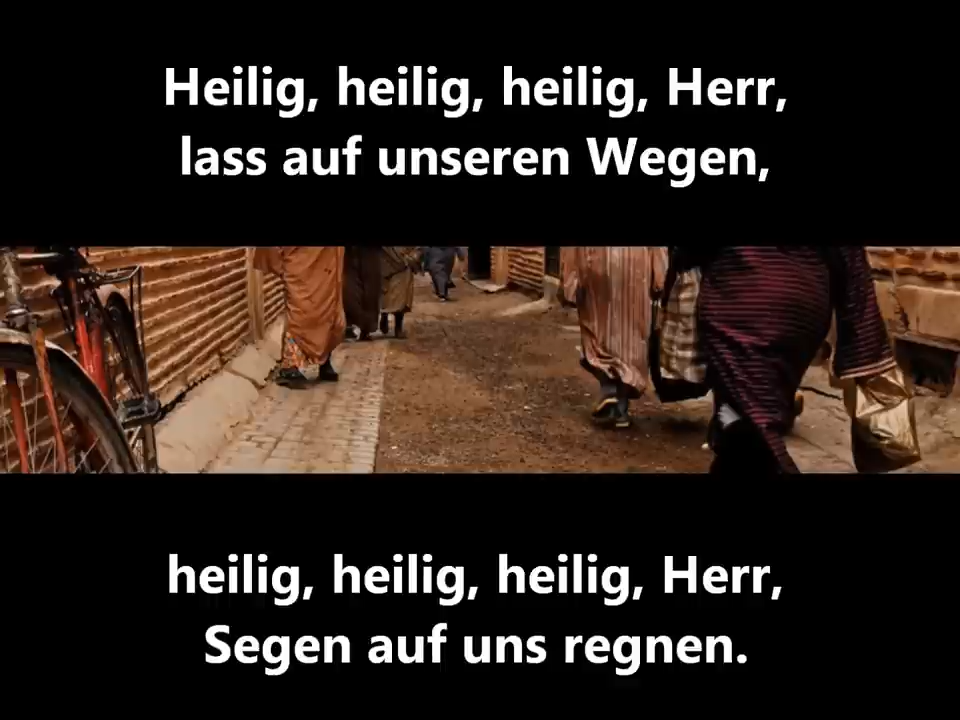 Heilig, heilig, heilig, Herr,
lass auf unseren Wegen,
heilig, heilig, heilig, Herr,
Segen auf uns regnen.